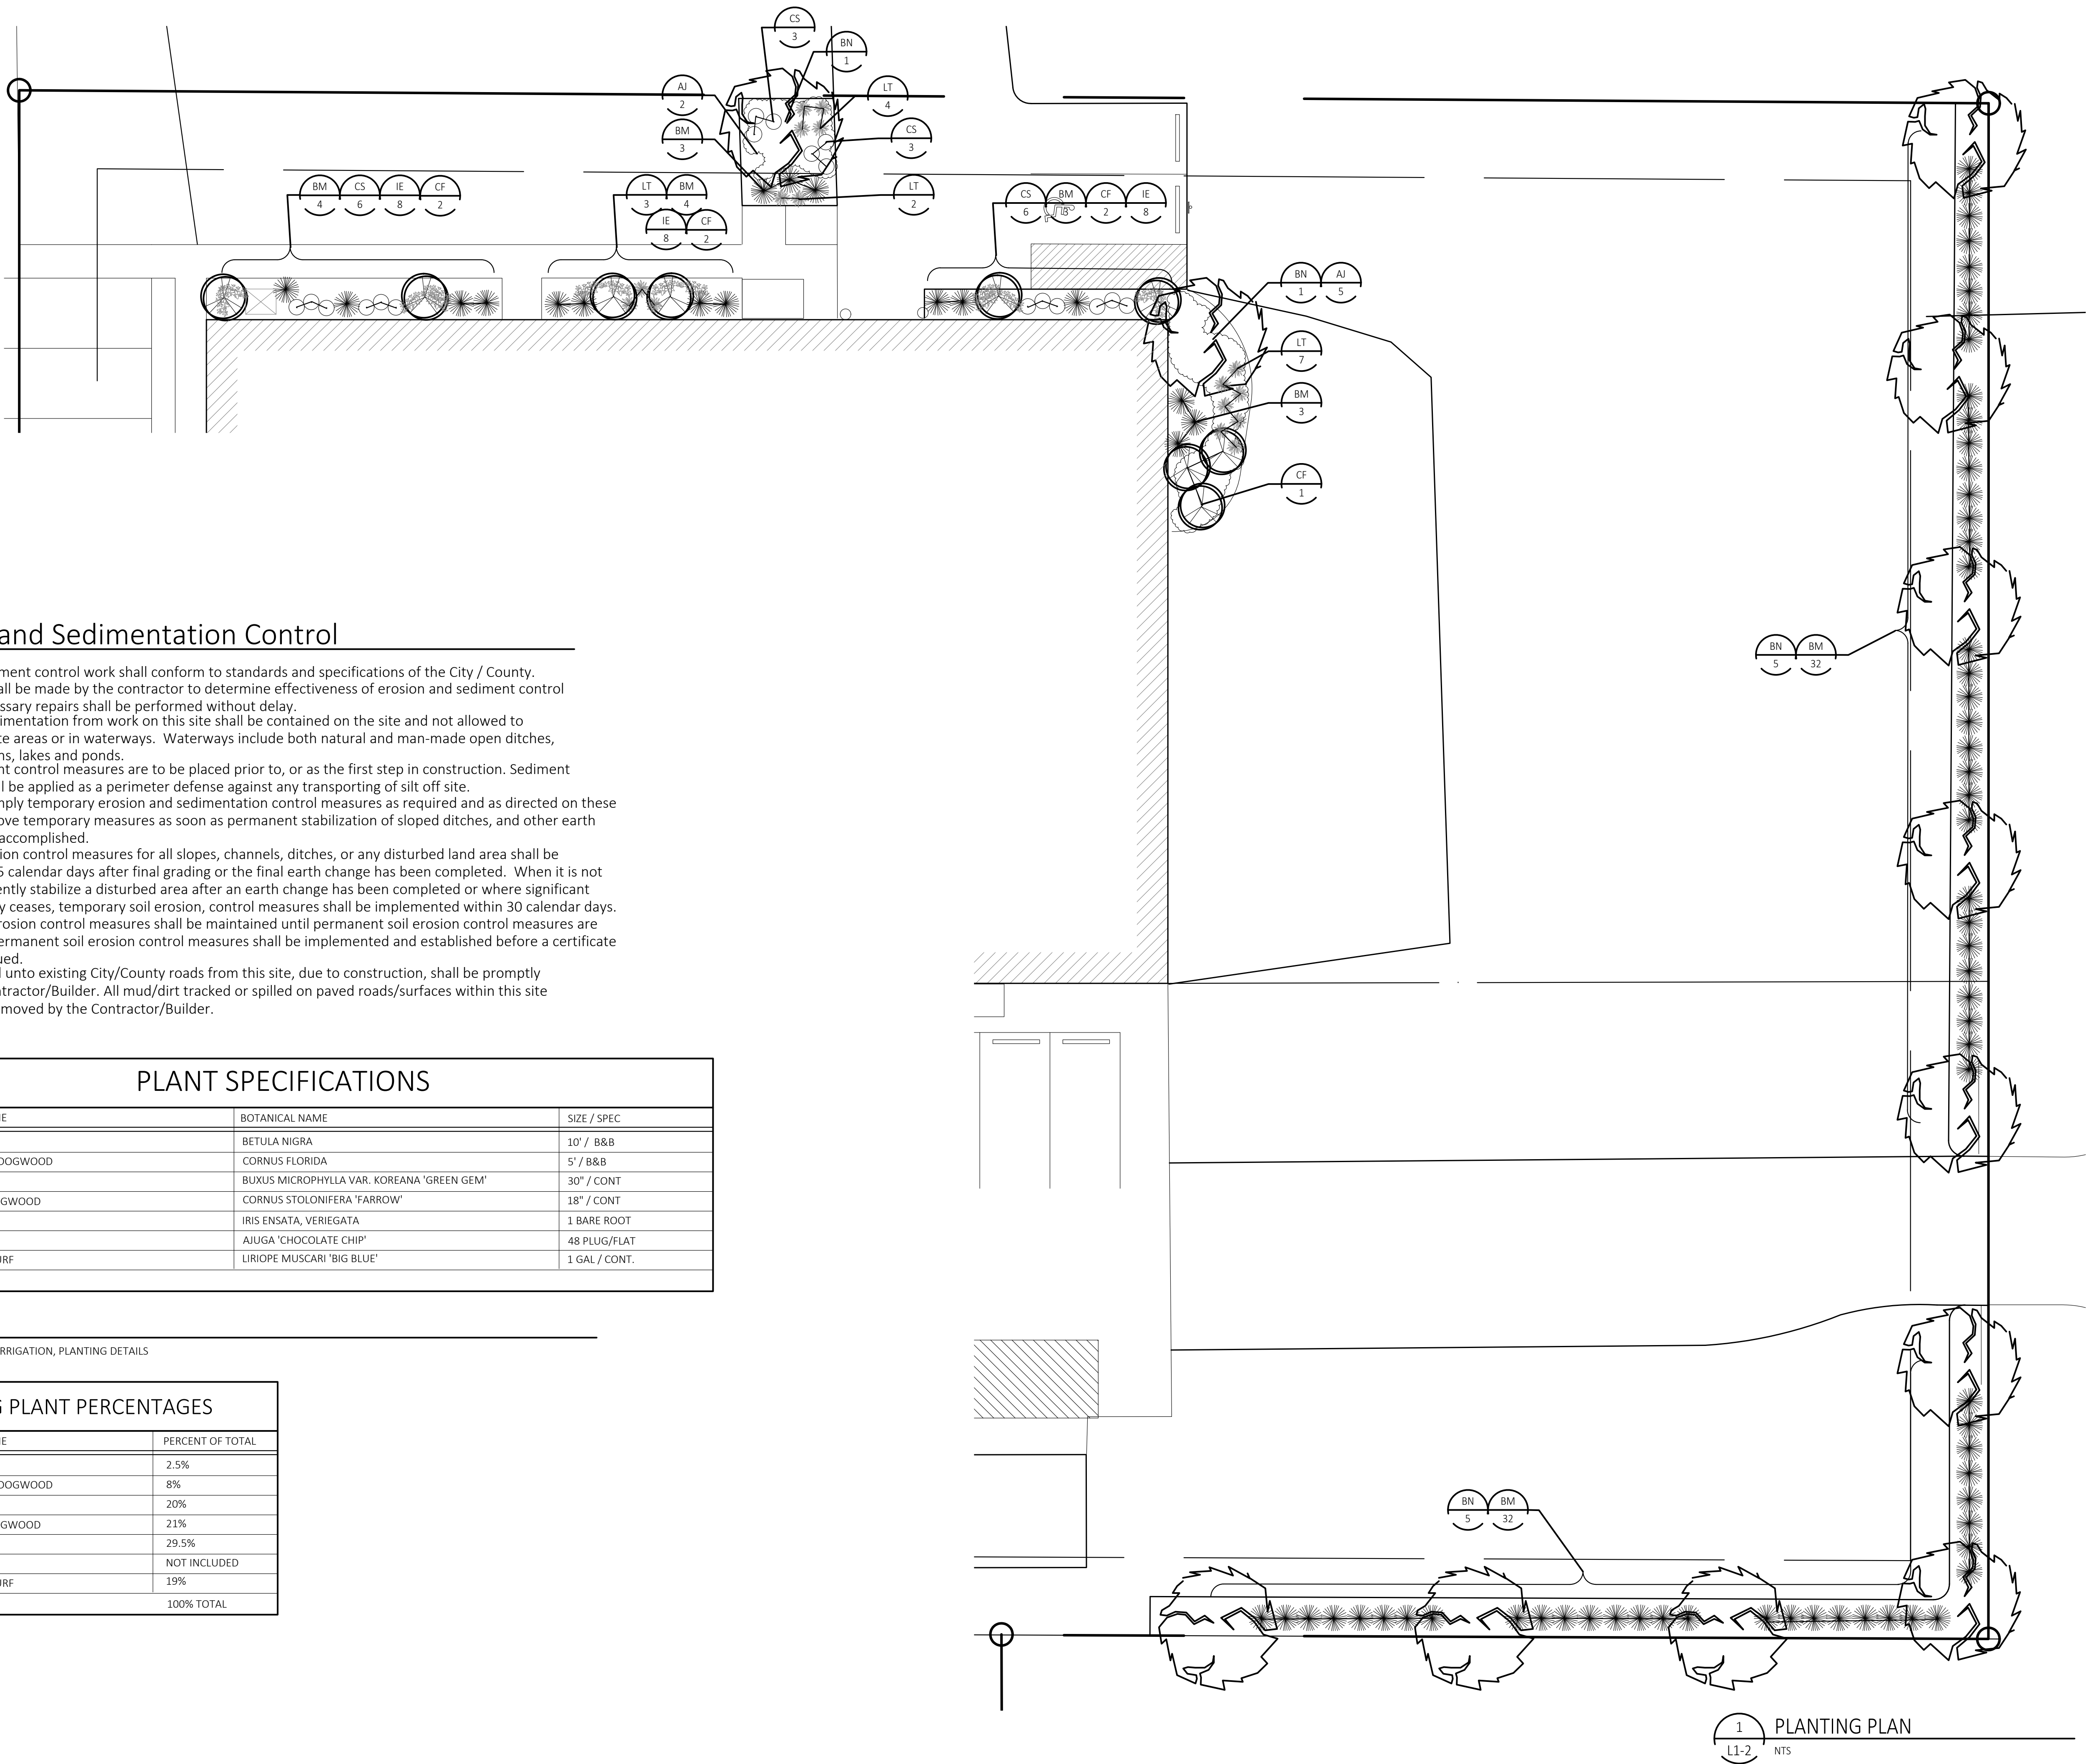 CS
3
BN
1
AJ
2
LT
4
BM
3
CS
3
BM CS IE CF
4 6 8 2
LT BM
3 4
IE CF
8 2
LT
2
CS BM CF IE
6 3 2 8
BN AJ
1 5
LT
7
BM
3
CF
1
and Sedimentation Control
ment control work shall conform to standards and specifications of the City / County.
all be made by the contractor to determine effectiveness of erosion and sediment control
ssary repairs shall be performed without delay.
imentation from work on this site shall be contained on the site and not allowed to
te areas or in waterways. Waterways include both natural and man-made open ditches,
ns, lakes and ponds.
nt control measures are to be placed prior to, or as the first step in construction. Sediment
l be applied as a perimeter defense against any transporting of silt off site.
mply temporary erosion and sedimentation control measures as required and as directed on these
ove temporary measures as soon as permanent stabilization of sloped ditches, and other earth
accomplished.
ion control measures for all slopes, channels, ditches, or any disturbed land area shall be
5 calendar days after final grading or the final earth change has been completed. When it is not
ently stabilize a disturbed area after an earth change has been completed or where significant
y ceases, temporary soil erosion, control measures shall be implemented within 30 calendar days.
rosion control measures shall be maintained until permanent soil erosion control measures are
ermanent soil erosion control measures shall be implemented and established before a certificate
ued.
l unto existing City/County roads from this site, due to construction, shall be promptly
ntractor/Builder. All mud/dirt tracked or spilled on paved roads/surfaces within this site
moved by the Contractor/Builder.
BN BM
5 32
PLANT SPECIFICATIONS
IE BOTANICAL NAME SIZE / SPEC
BETULA NIGRA 10' / B&B
DOGWOOD CORNUS FLORIDA 5' / B&B
BUXUS MICROPHYLLA VAR. KOREANA 'GREEN GEM' 30" / CONT
GWOOD CORNUS STOLONIFERA 'FARROW' 18" / CONT
IRIS ENSATA, VERIEGATA 1 BARE ROOT
AJUGA 'CHOCOLATE CHIP' 48 PLUG/FLAT
URF LIRIOPE MUSCARI 'BIG BLUE' 1 GAL / CONT.
RRIGATION, PLANTING DETAILS
G PLANT PERCENTAGES
IE PERCENT OF TOTAL
2.5%
DOGWOOD 8%
20%
GWOOD 21%
29.5%
NOT INCLUDED
URF 19%
100% TOTAL
BN BM
5 32
1 PLANTING PLAN
L1-2 NTS